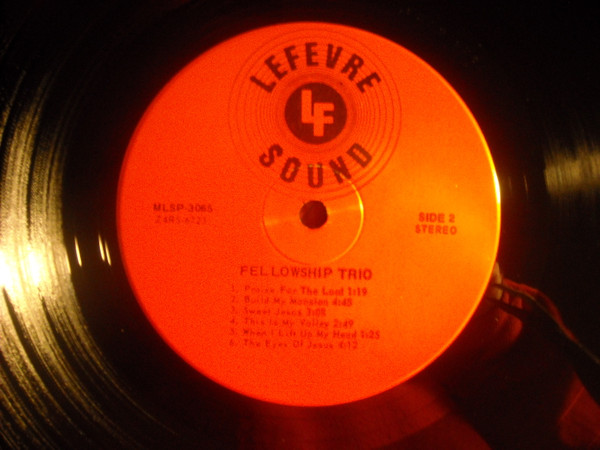 LEFEVRE
LF
SOUND
MLSP-3065
SIDE 2
STEREO
FELLOWSHIP TRIO
1. Praise For The Lord 1:19
2. Build My Mansion 4:45
3. Sweet Jesus 3:08
4. This Is My Valley 2:49
5. When I Lift Up My Head 1:25
6. The Eyes Of Jesus 4:12